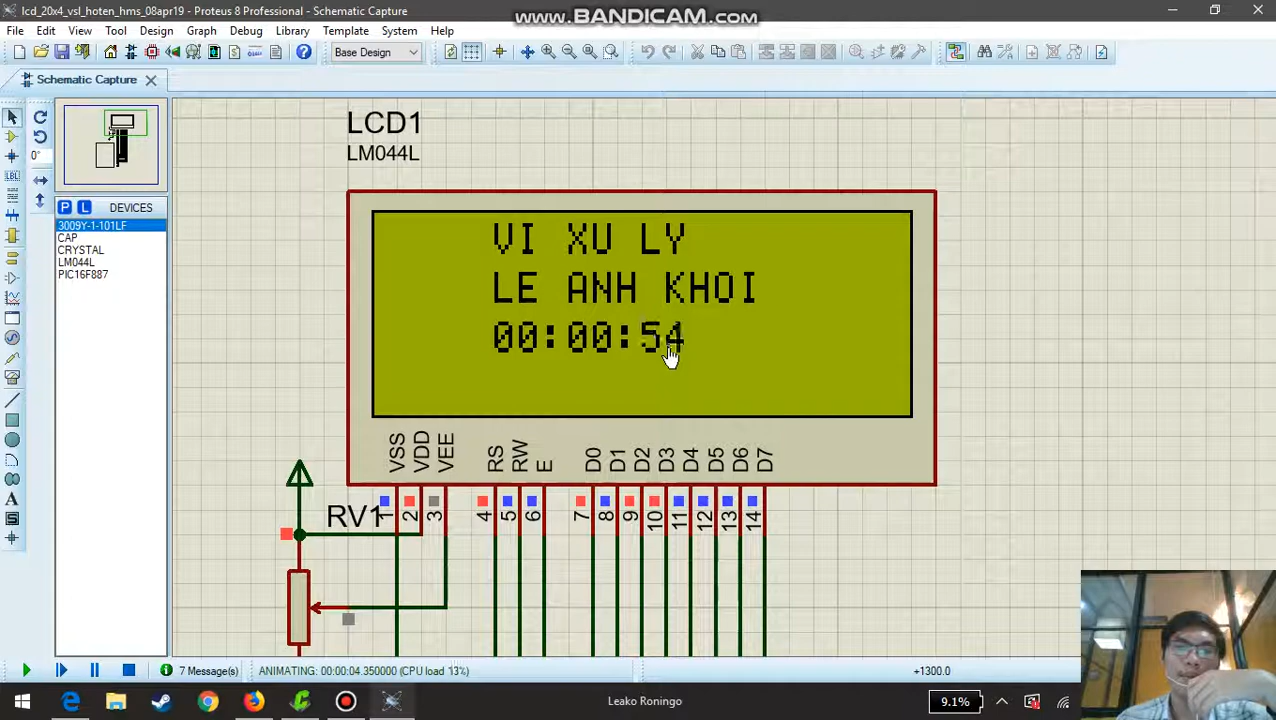 lcd_20x4_vsl_hoten_hms_08apr19 - Proteus 8 Professional - Schematic Capture
WWW.BANDICAM.COM
File Edit View Tool Design Graph Debug Library Template System Help
Base Design
Schematic Capture
0°
P L DEVICES
3009Y-1-101LF
CAP
CRYSTAL
LM044L
PIC16F887
LCD1
LM044L
VI XU LY
LE ANH KHOI
00:00:54
VSS VDD VEE RS RW E D0 D1 D2 D3 D4 D5 D6 D7
1 2 3 4 5 6 7 8 9 10 11 12 13 14
RV1
7 Message(s) ANIMATING: 00:00:04.350000 (CPU load 13%) +1300.0
Leako Roningo 9.1%